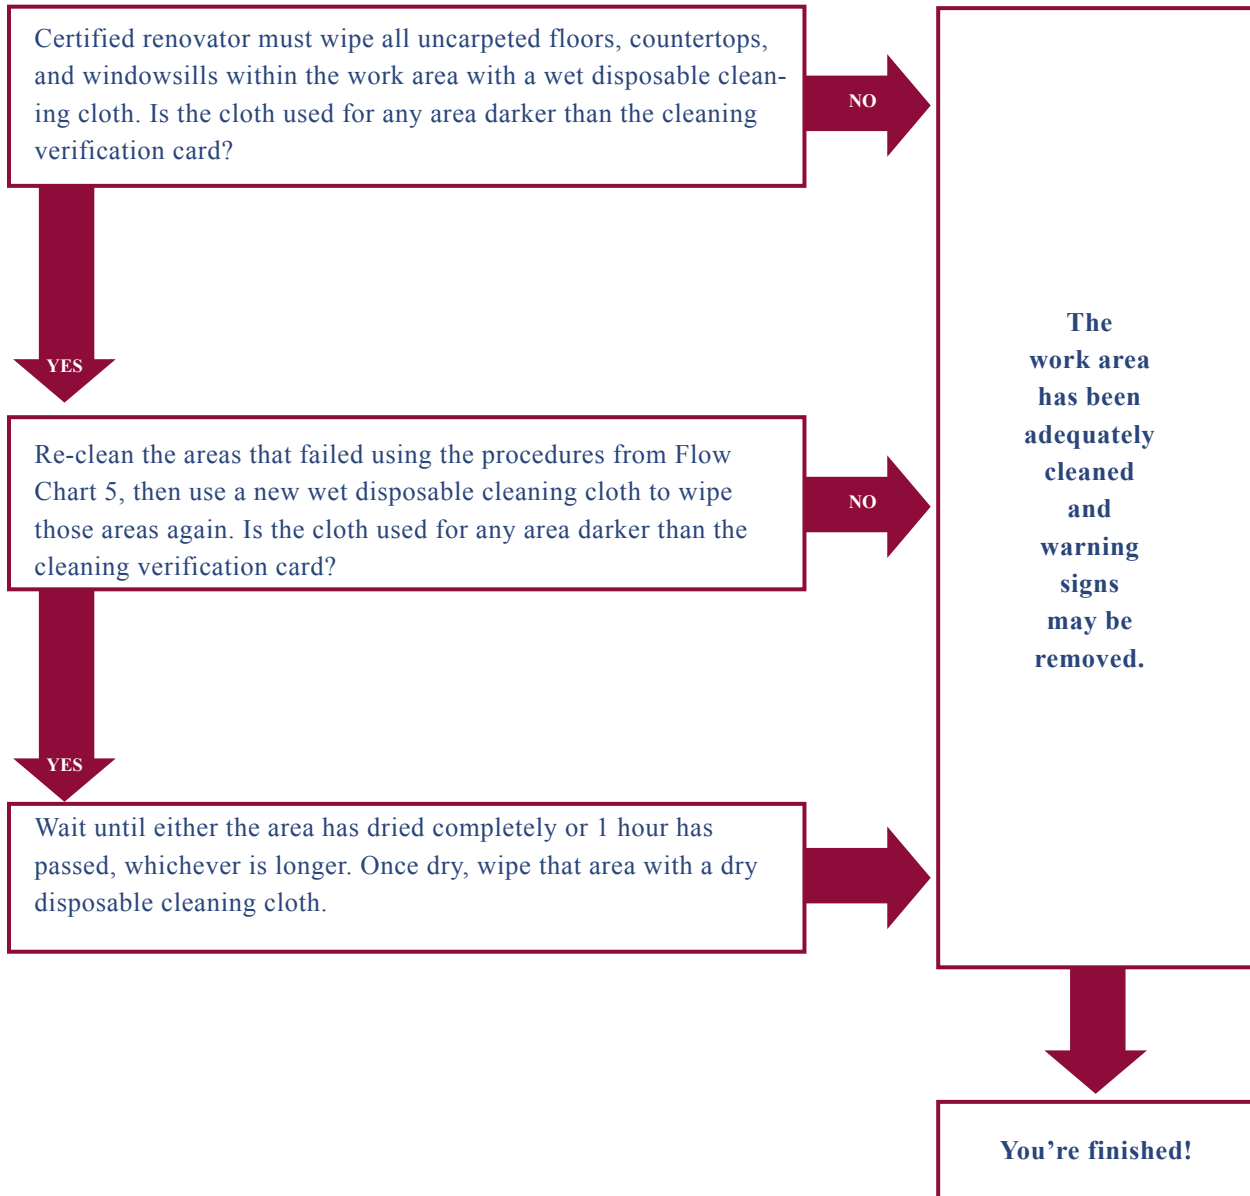 Certified renovator must wipe all uncarpeted floors, countertops,
and windowsills within the work area with a wet disposable clean-
ing cloth. Is the cloth used for any area darker than the cleaning
verification card?
NO
YES
Re-clean the areas that failed using the procedures from Flow
Chart 5, then use a new wet disposable cleaning cloth to wipe
those areas again. Is the cloth used for any area darker than the
cleaning verification card?
NO
YES
Wait until either the area has dried completely or 1 hour has
passed, whichever is longer. Once dry, wipe that area with a dry
disposable cleaning cloth.
The
work area
has been
adequately
cleaned
and
warning
signs
may be
removed.
You’re finished!